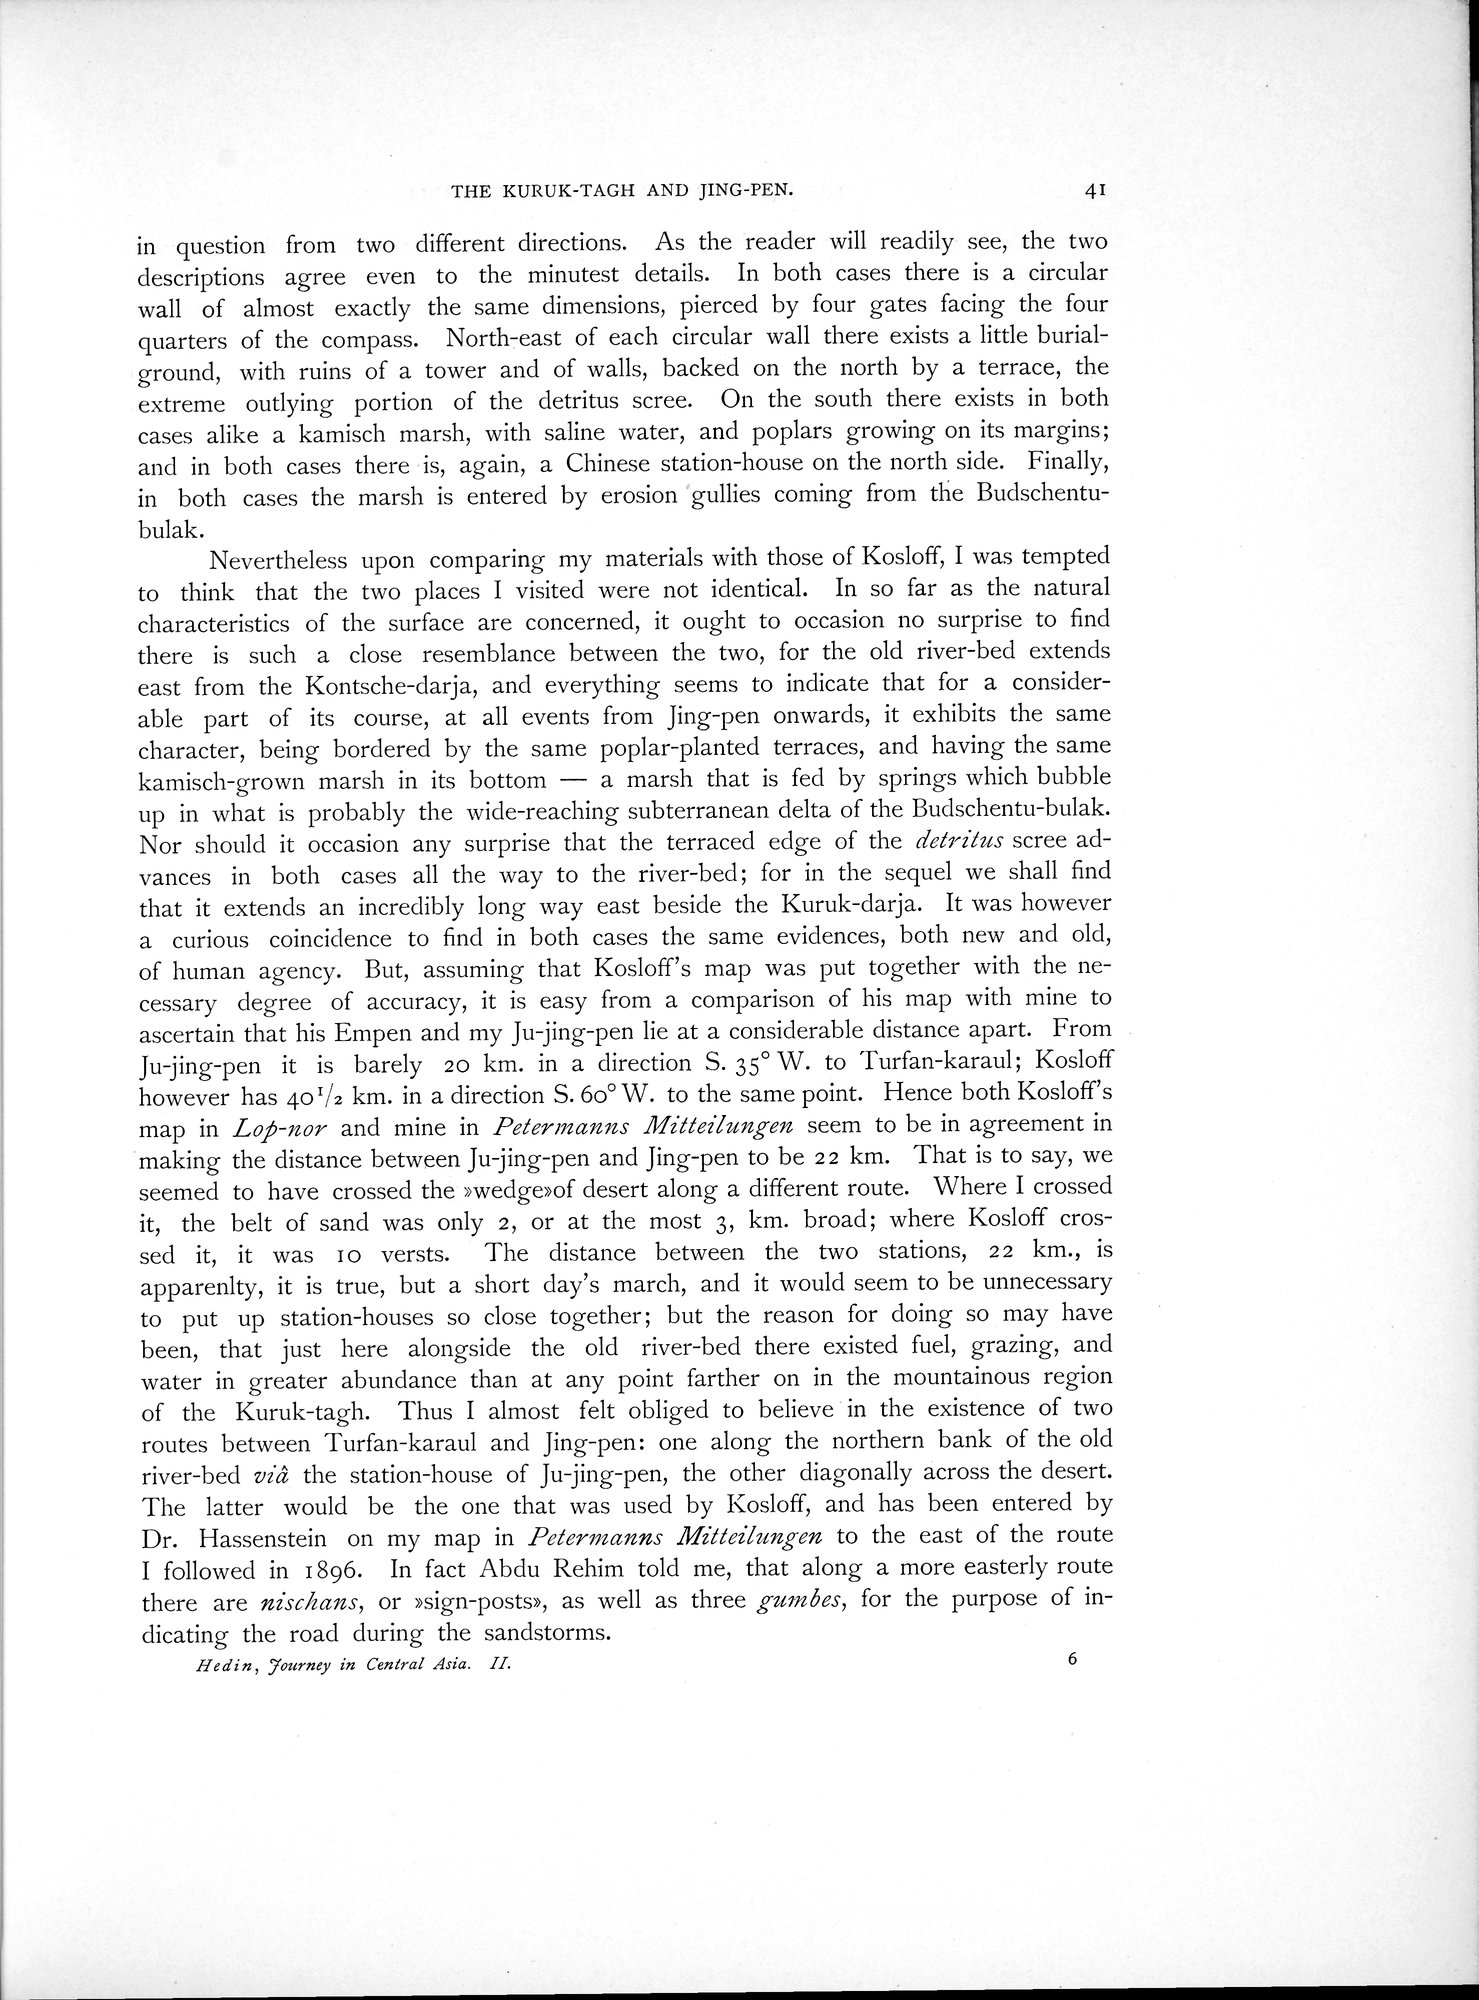 THE KURUK-TAGH AND JING-PEN. 41
in question from two different directions. As the reader will readily see, the two
descriptions agree even to the minutest details. In both cases there is a circular
wall of almost exactly the same dimensions, pierced by four gates facing the four
quarters of the compass. North-east of each circular wall there exists a little burial-
ground, with ruins of a tower and of walls, backed on the north by a terrace, the
extreme outlying portion of the detritus scree. On the south there exists in both
cases alike a kamisch marsh, with saline water, and poplars growing on its margins;
and in both cases there is, again, a Chinese station-house on the north side. Finally,
in both cases the marsh is entered by erosion gullies coming from the Budschentu-
bulak.
Nevertheless upon comparing my materials with those of Kosloff, I was tempted
to think that the two places I visited were not identical. In so far as the natural
characteristics of the surface are concerned, it ought to occasion no surprise to find
there is such a close resemblance between the two, for the old river-bed extends
east from the Kontsche-darja, and everything seems to indicate that for a consider-
able part of its course, at all events from Jing-pen onwards, it exhibits the same
character, being bordered by the same poplar-planted terraces, and having the same
kamisch-grown marsh in its bottom — a marsh that is fed by springs which bubble
up in what is probably the wide-reaching subterranean delta of the Budschentu-bulak.
Nor should it occasion any surprise that the terraced edge of the detritus scree ad-
vances in both cases all the way to the river-bed; for in the sequel we shall find
that it extends an incredibly long way east beside the Kuruk-darja. It was however
a curious coincidence to find in both cases the same evidences, both new and old,
of human agency. But, assuming that Kosloff's map was put together with the ne-
cessary degree of accuracy, it is easy from a comparison of his map with mine to
ascertain that his Empen and my Ju-jing-pen lie at a considerable distance apart. From
Ju-jing-pen it is barely 20 km. in a direction S. 35° W. to Turfan-karaul; Kosloff
however has 40 1/2 km. in a direction S. 60° W. to the same point. Hence both Kosloff's
map in Lop-nor and mine in Petermanns Mitteilungen seem to be in agreement in
making the distance between Ju-jing-pen and Jing-pen to be 22 km. That is to say, we
seemed to have crossed the »wedge»of desert along a different route. Where I crossed
it, the belt of sand was only 2, or at the most 3, km. broad; where Kosloff cros-
sed it, it was 10 versts. The distance between the two stations, 22 km., is
apparenlty, it is true, but a short day's march, and it would seem to be unnecessary
to put up station-houses so close together; but the reason for doing so may have
been, that just here alongside the old river-bed there existed fuel, grazing, and
water in greater abundance than at any point farther on in the mountainous region
of the Kuruk-tagh. Thus I almost felt obliged to believe in the existence of two
routes between Turfan-karaul and Jing-pen: one along the northern bank of the old
river-bed viâ the station-house of Ju-jing-pen, the other diagonally across the desert.
The latter would be the one that was used by Kosloff, and has been entered by
Dr. Hassenstein on my map in Petermanns Mitteilungen to the east of the route
I followed in 1896. In fact Abdu Rehim told me, that along a more easterly route
there are nischans, or »sign-posts», as well as three gumbes, for the purpose of in-
dicating the road during the sandstorms.
Hedin, Journey in Central Asia. II. 6